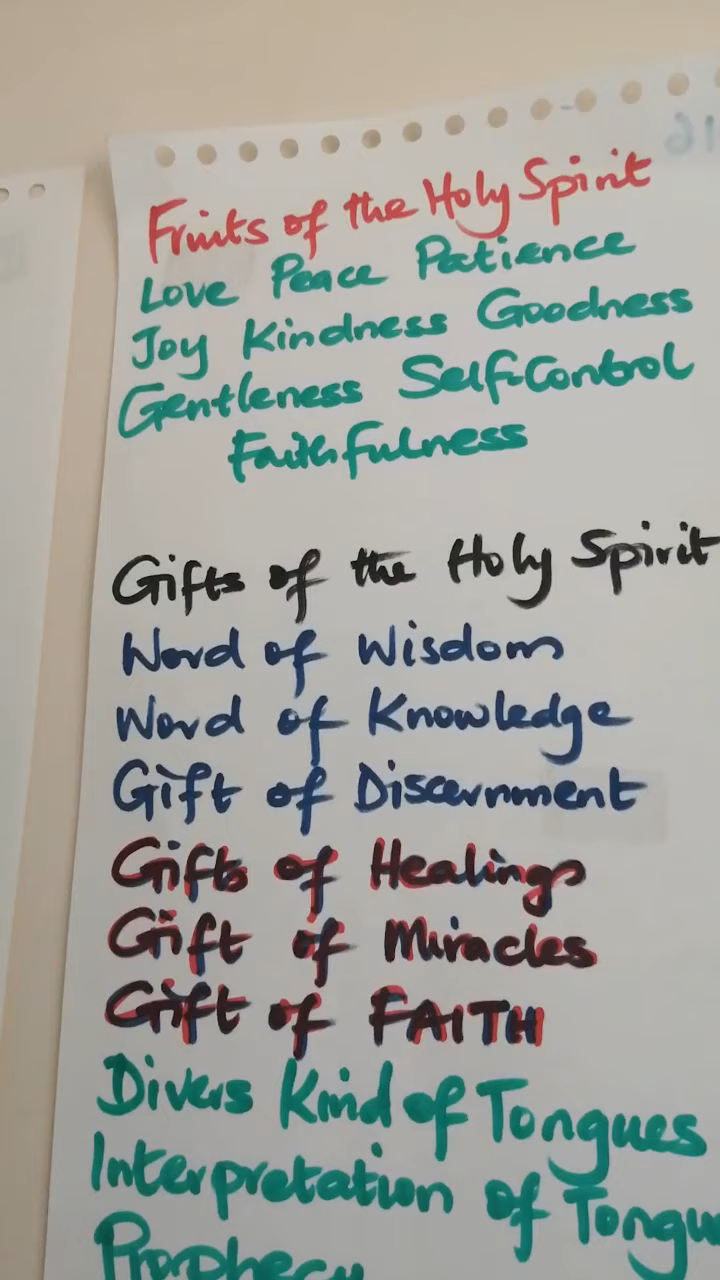 Fruits of the Holy Spirit
Love Peace Patience
Joy Kindness Goodness
Gentleness Self-Control
Faithfulness
Gifts of the Holy Spirit
Word of Wisdom
Word of Knowledge
Gift of Discernment
Gifts of Healings
Gift of Miracles
Gift of FAITH
Divers Kind of Tongues
Interpretation of Tongu
Prophecy